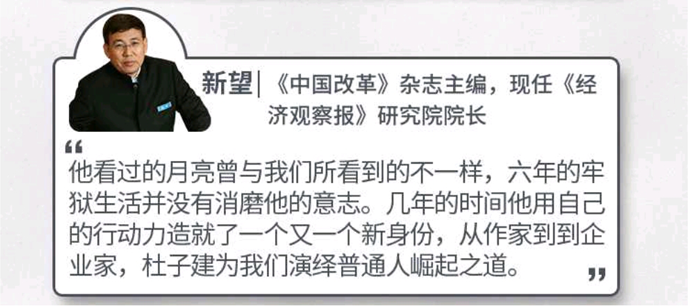 新望|《中国改革》杂志主编，现任《经
济观察报》研究院院长
“
他看过的月亮曾与我们所看到的不一样，六年的牢
狱生活并没有消磨他的意志。几年的时间他用自己
的行动力造就了一个又一个新身份，从作家到到企
业家，杜子建为我们演绎普通人崛起之道。
”